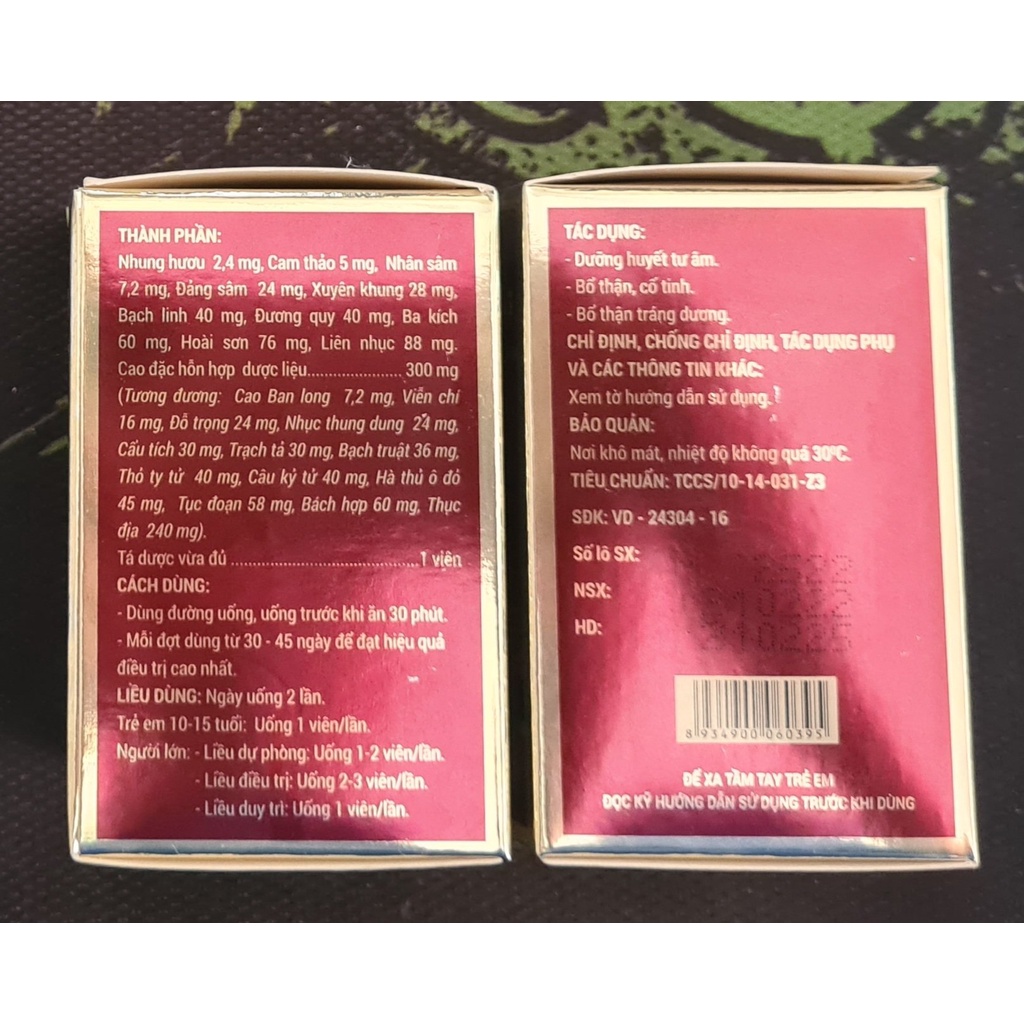 THÀNH PHẦN:
Nhung hươu 2,4 mg, Cam thảo 5 mg, Nhân sâm
7,2 mg, Đảng sâm 24 mg, Xuyên khung 28 mg,
Bạch linh 40 mg, Đương quy 40 mg, Ba kích
60 mg, Hoài sơn 76 mg, Liên nhục 88 mg.
Cao đặc hỗn hợp dược liệu..................... 300 mg
(Tương đương: Cao Ban long 7,2 mg, Viễn chí
16 mg, Đỗ trọng 24 mg, Nhục thung dung 24 mg,
Cẩu tích 30 mg, Trạch tả 30 mg, Bạch truật 36 mg,
Thỏ ty tử 40 mg, Câu kỷ tử 40 mg, Hà thủ ô đỏ
45 mg, Tục đoạn 58 mg, Bách hợp 60 mg, Thục
địa 240 mg).
Tá dược vừa đủ ..........................................1 viên
CÁCH DÙNG:
- Dùng đường uống, uống trước khi ăn 30 phút.
- Mỗi đợt dùng từ 30 - 45 ngày để đạt hiệu quả
điều trị cao nhất.
LIỀU DÙNG: Ngày uống 2 lần.
Trẻ em 10-15 tuổi: Uống 1 viên/lần.
Người lớn: - Liều dự phòng: Uống 1-2 viên/lần.
- Liều điều trị: Uống 2-3 viên/lần.
- Liều duy trì: Uống 1 viên/lần.
TÁC DỤNG:
- Dưỡng huyết tư âm.
- Bổ thận, cố tinh.
- Bổ thận tráng dương.
CHỈ ĐỊNH, CHỐNG CHỈ ĐỊNH, TÁC DỤNG PHỤ
VÀ CÁC THÔNG TIN KHÁC:
Xem tờ hướng dẫn sử dụng.
BẢO QUẢN:
Nơi khô mát, nhiệt độ không quá 30ºC.
TIÊU CHUẨN: TCCS/10-14-031-Z3
SĐK: VD - 24304 - 16
Số lô SX:
NSX:
HD:
8 934900 060395
ĐỂ XA TẦM TAY TRẺ EM
ĐỌC KỸ HƯỚNG DẪN SỬ DỤNG TRƯỚC KHI DÙNG